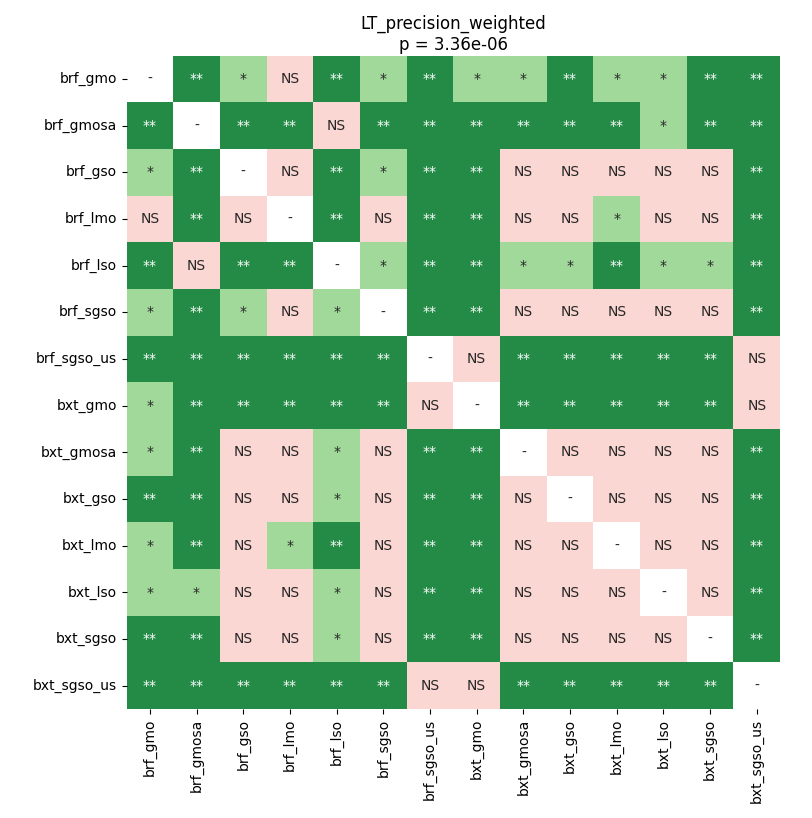 LT_precision_weighted
p = 3.36e-06
brf_gmo - ** * NS ** * ** * * ** * * ** **
brf_gmosa ** - ** ** NS ** ** ** ** ** ** * ** **
brf_gso * ** - NS ** * ** ** NS NS NS NS NS **
brf_lmo NS ** NS - ** NS ** ** NS NS * NS NS **
brf_lso ** NS ** ** - * ** ** * * ** * * **
brf_sgso * ** * NS * - ** ** NS NS NS NS NS **
brf_sgso_us ** ** ** ** ** ** - NS ** ** ** ** ** NS
bxt_gmo * ** ** ** ** ** NS - ** ** ** ** ** NS
bxt_gmosa * ** NS NS * NS ** ** - NS NS NS NS **
bxt_gso ** ** NS NS * NS ** ** NS - NS NS NS **
bxt_lmo * ** NS * ** NS ** ** NS NS - NS NS **
bxt_lso * * NS NS * NS ** ** NS NS NS - NS **
bxt_sgso ** ** NS NS * NS ** ** NS NS NS NS - **
bxt_sgso_us ** ** ** ** ** ** NS NS ** ** ** ** ** -
brf_gmo brf_gmosa brf_gso brf_lmo brf_lso brf_sgso brf_sgso_us bxt_gmo bxt_gmosa bxt_gso bxt_lmo bxt_lso bxt_sgso bxt_sgso_us